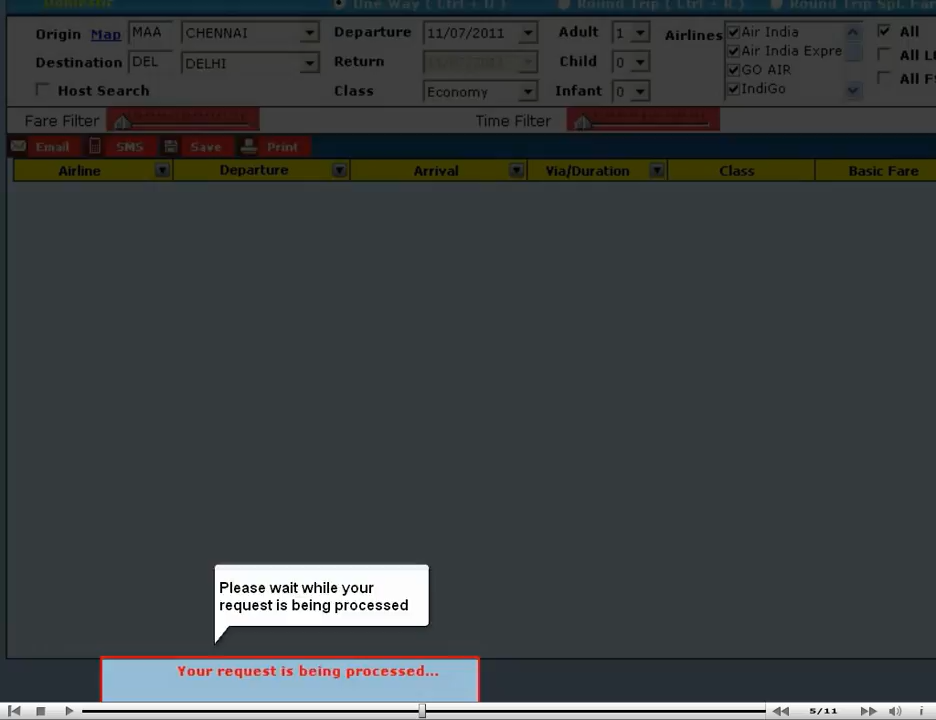 Domestic
One Way ( Ctrl + O ) Round Trip ( Ctrl + R ) Round Trip Spl. Far
Origin Map MAA CHENNAI Departure 11/07/2011 Adult 1 Airlines Air India All
Air India Expre
Destination DEL DELHI Return Child 0 GO AIR All
Host Search Class Economy Infant 0 IndiGo All
Fare Filter Time Filter
Email SMS Save Print
Airline Departure Arrival Via/Duration Class Basic Fare
Please wait while your
request is being processed
Your request is being processed...
5/11